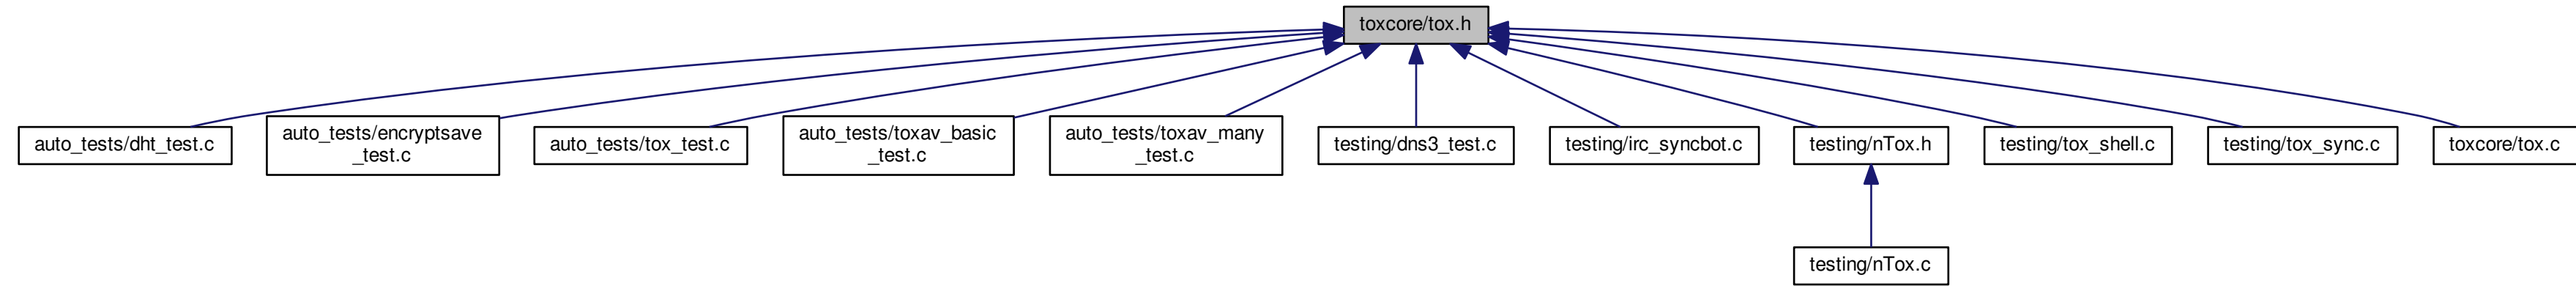 toxcore/tox.h
auto_tests/dht_test.c
auto_tests/encryptsave
_test.c
auto_tests/tox_test.c
auto_tests/toxav_basic
_test.c
auto_tests/toxav_many
_test.c
testing/dns3_test.c
testing/irc_syncbot.c
testing/nTox.h
testing/tox_shell.c
testing/tox_sync.c
toxcore/tox.c
testing/nTox.c